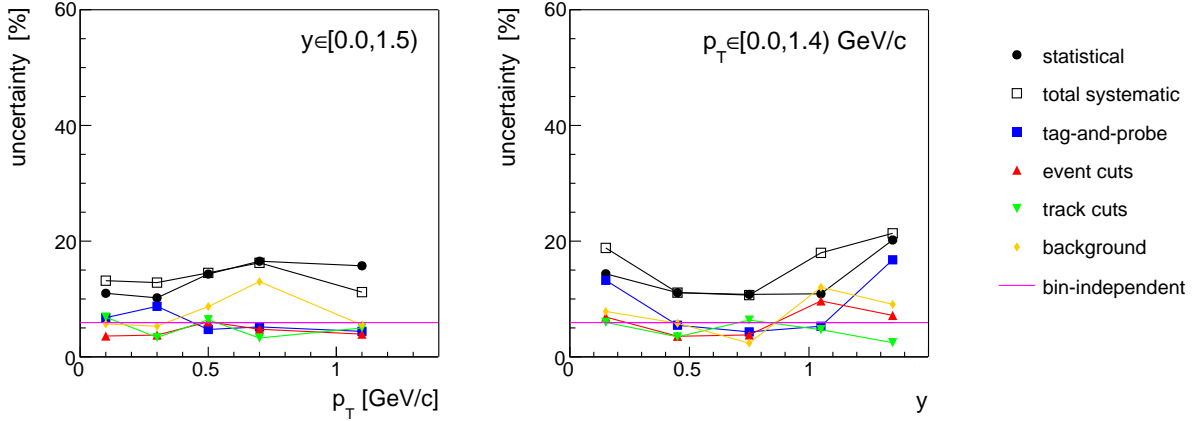 uncertainty [%]
60
40
20
0
y∈[0.0,1.5)
0 0.5 1
p_T [GeV/c]
uncertainty [%]
60
40
20
0
p_T∈[0.0,1.4) GeV/c
0 0.5 1
y
statistical
total systematic
tag-and-probe
event cuts
track cuts
background
bin-independent